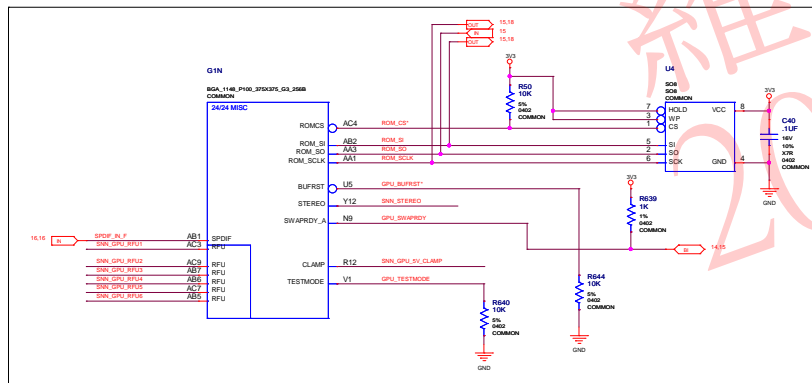 OUT 15,18
IN 15
OUT 15,18
G1N
BGA_1148_P100_375X375_G3_256B
COMMON
24/24 MISC
3V3
R50
10K
5%
0402
COMMON
U4
SO8
SO8
COMMON
3V3
7 HOLD VCC 8
3 WP
1 CS
5 SI
2 SO
6 SCK GND 4
C40
.1UF
16V
10%
X7R
0402
COMMON
GND
ROMCS AC4 ROM_CS*
ROM_SI AB2 ROM_SI
ROM_SO AA3 ROM_SO
ROM_SCLK AA1 ROM_SCLK
BUFRST U5 GPU_BUFRST*
STEREO Y12 SNN_STEREO
SWAPRDY_A N9 GPU_SWAPRDY
3V3
R639
1K
1%
0402
COMMON
BI 14,15
16,16 IN SPDIF_IN_F AB1 SPDIF
SNN_GPU_RFU1 AC3 RFU
SNN_GPU_RFU2 AC9 RFU
SNN_GPU_RFU3 AB7 RFU
SNN_GPU_RFU4 AB6 RFU
SNN_GPU_RFU5 AC7 RFU
SNN_GPU_RFU6 AB5 RFU
CLAMP R12 SNN_GPU_5V_CLAMP
TESTMODE V1 GPU_TESTMODE
R640
10K
5%
0402
COMMON
GND
R644
10K
5%
0402
COMMON
GND
維
20